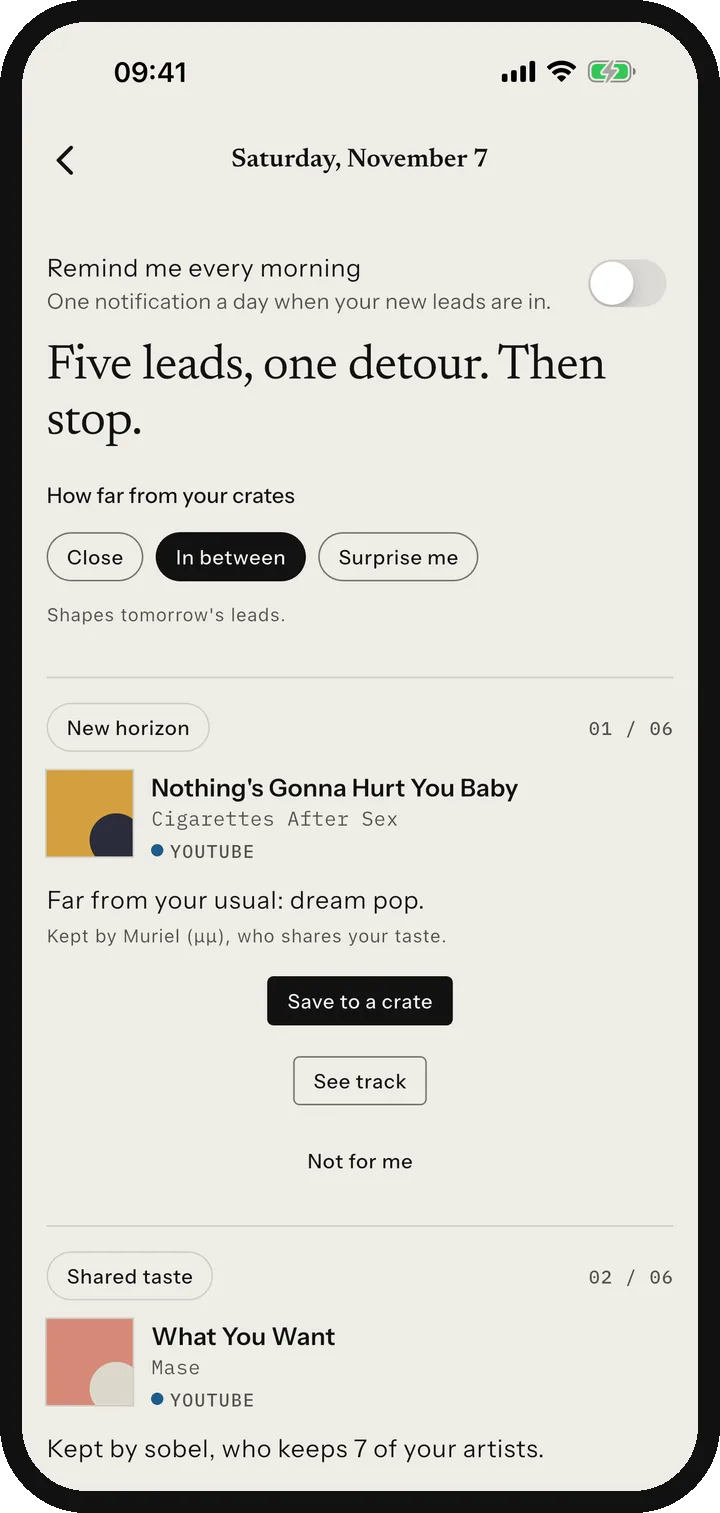 09:41
Saturday, November 7
Remind me every morning
One notification a day when your new leads are in.
Five leads, one detour. Then
stop.
How far from your crates
Close
In between
Surprise me
Shapes tomorrow's leads.
New horizon
01 / 06
Nothing's Gonna Hurt You Baby
Cigarettes After Sex
YOUTUBE
Far from your usual: dream pop.
Kept by Muriel (µµ), who shares your taste.
Save to a crate
See track
Not for me
Shared taste
02 / 06
What You Want
Mase
YOUTUBE
Kept by sobel, who keeps 7 of your artists.